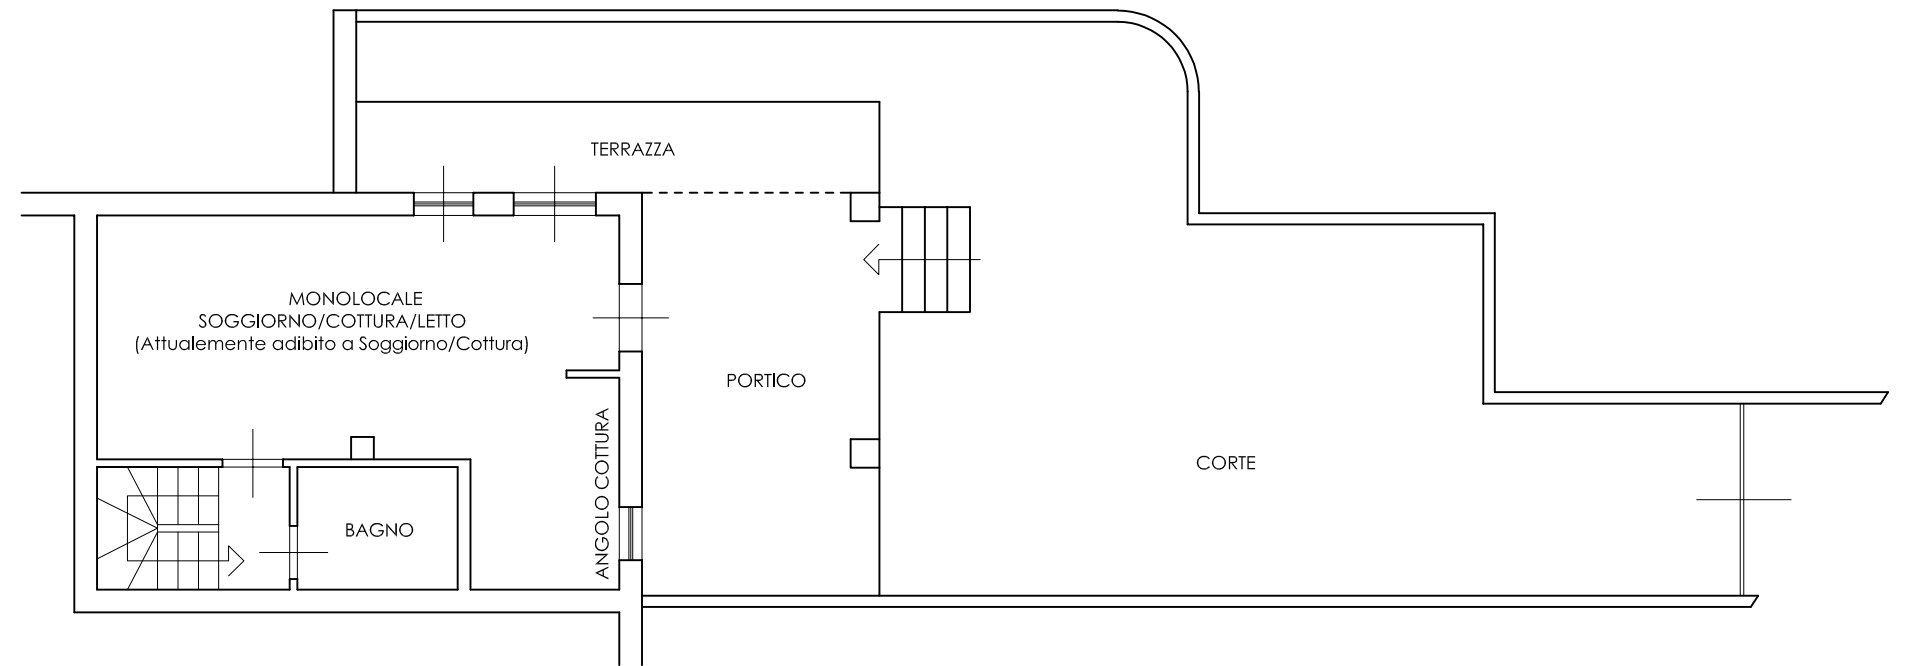 TERRAZZA
MONOLOCALE
SOGGIORNO/COTTURA/LETTO
(Attualemente adibito a Soggiorno/Cottura)
PORTICO
ANGOLO COTTURA
CORTE
BAGNO